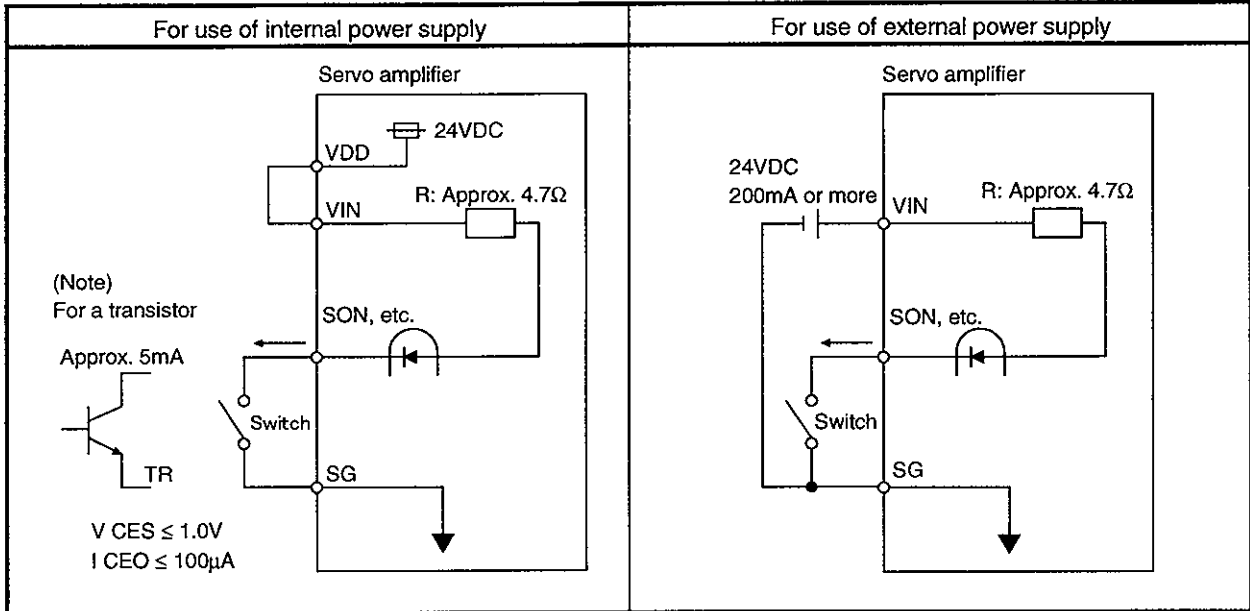 For use of internal power supply
For use of external power supply
Servo amplifier
24VDC
VDD
VIN
R: Approx. 4.7Ω
(Note)
For a transistor
Approx. 5mA
TR
V CES ≤ 1.0V
I CEO ≤ 100µA
SON, etc.
Switch
SG
Servo amplifier
24VDC
200mA or more
VIN
R: Approx. 4.7Ω
SON, etc.
Switch
SG